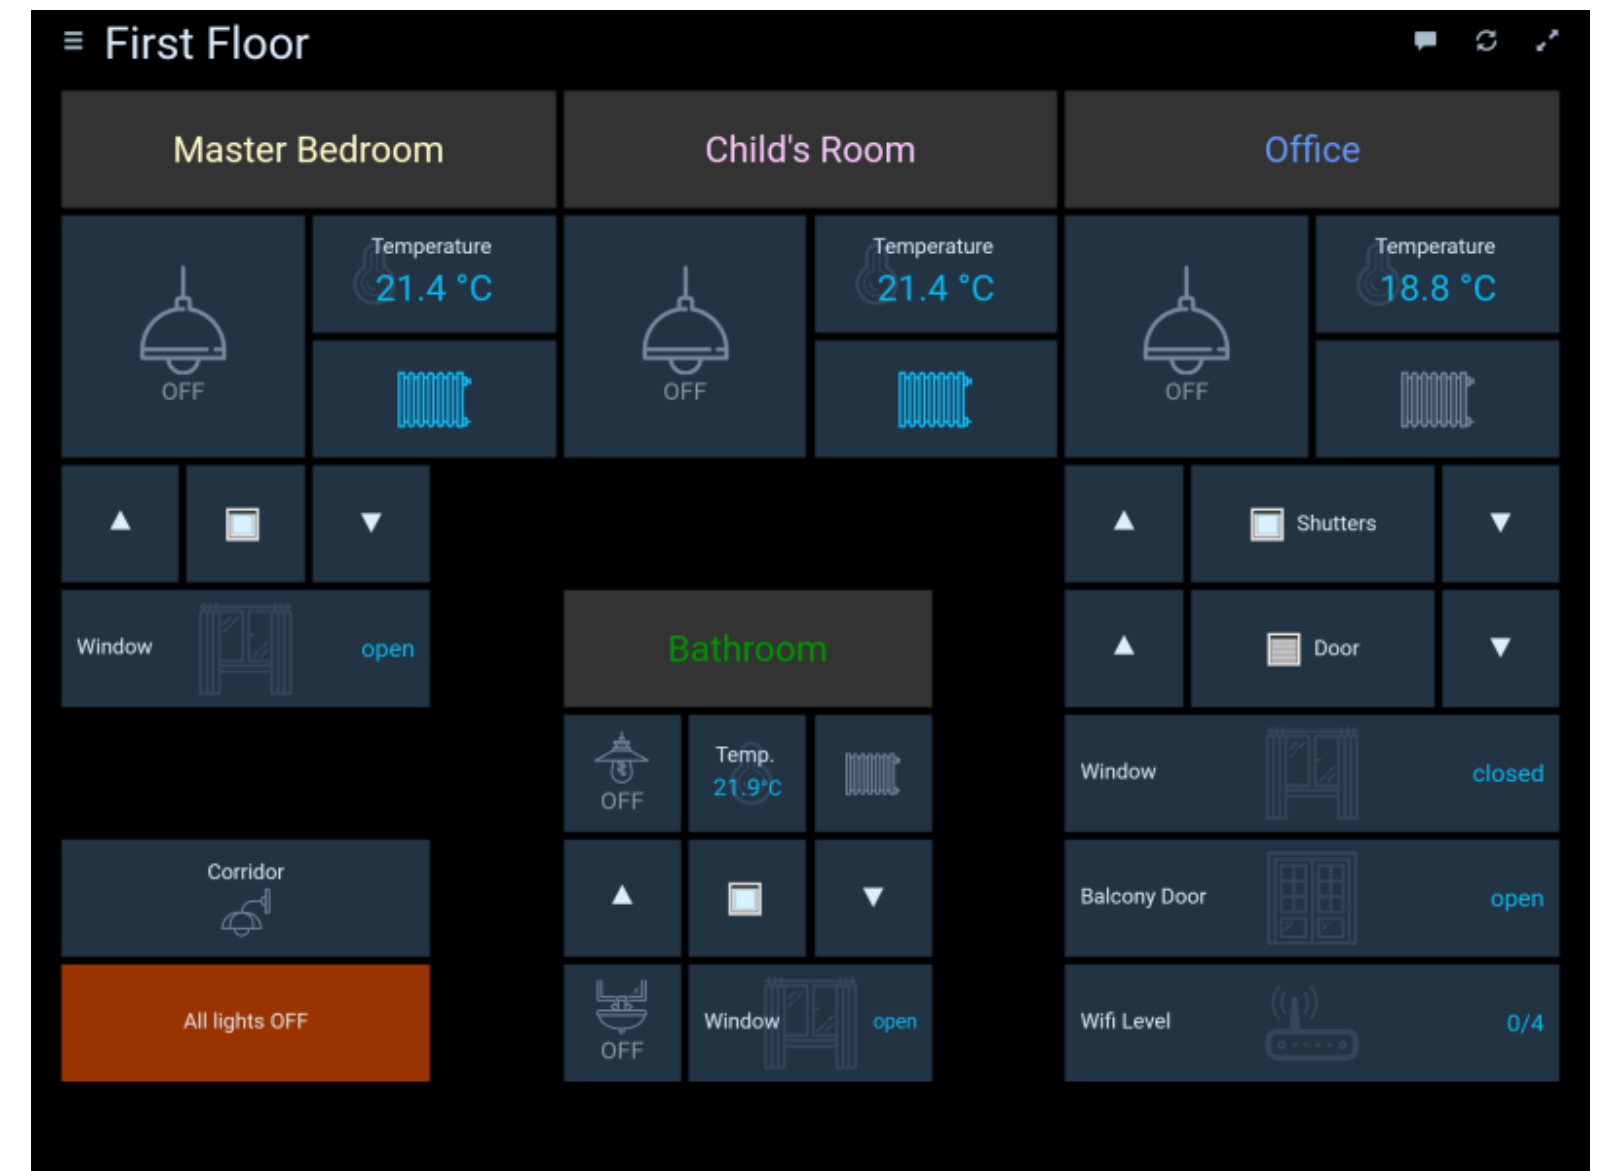 First Floor
Master Bedroom
Child's Room
Office
OFF
Temperature
21.4 °C
OFF
Temperature
21.4 °C
OFF
Temperature
18.8 °C
Shutters
Window
open
Bathroom
Door
OFF
Temp.
21.9°C
Window
closed
Corridor
Balcony Door
open
All lights OFF
OFF
Window
open
Wifi Level
0/4